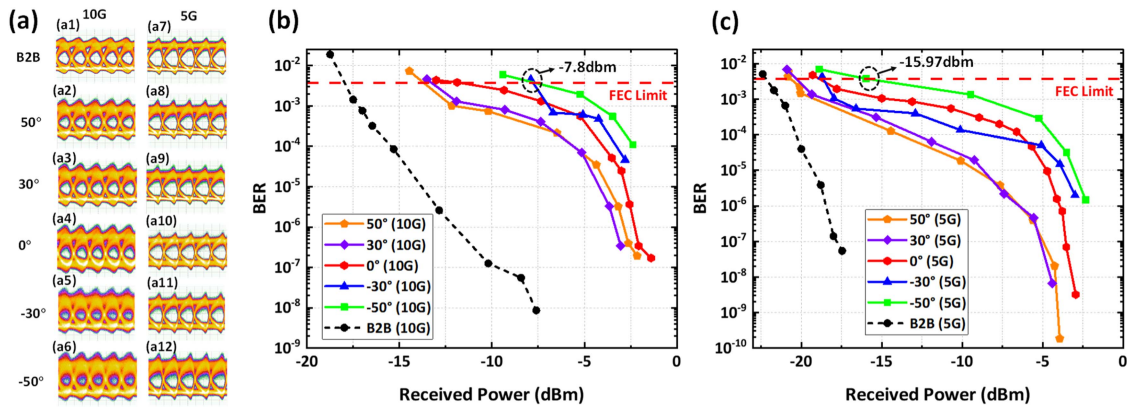 (a)
10G
5G
B2B
(a1)
(a7)
50°
(a2)
(a8)
30°
(a3)
(a9)
0°
(a4)
(a10)
-30°
(a5)
(a11)
-50°
(a6)
(a12)
(b)
10⁻²
10⁻³
10⁻⁴
10⁻⁵
10⁻⁶
10⁻⁷
10⁻⁸
10⁻⁹
BER
-7.8dbm
FEC Limit
50° (10G)
30° (10G)
0° (10G)
-30° (10G)
-50° (10G)
B2B (10G)
-20 -15 -10 -5 0
Received Power (dBm)
(c)
10⁻²
10⁻³
10⁻⁴
10⁻⁵
10⁻⁶
10⁻⁷
10⁻⁸
10⁻⁹
10⁻¹⁰
BER
-15.97dbm
FEC Limit
50° (5G)
30° (5G)
0° (5G)
-30° (5G)
-50° (5G)
B2B (5G)
-20 -15 -10 -5 0
Received Power (dBm)